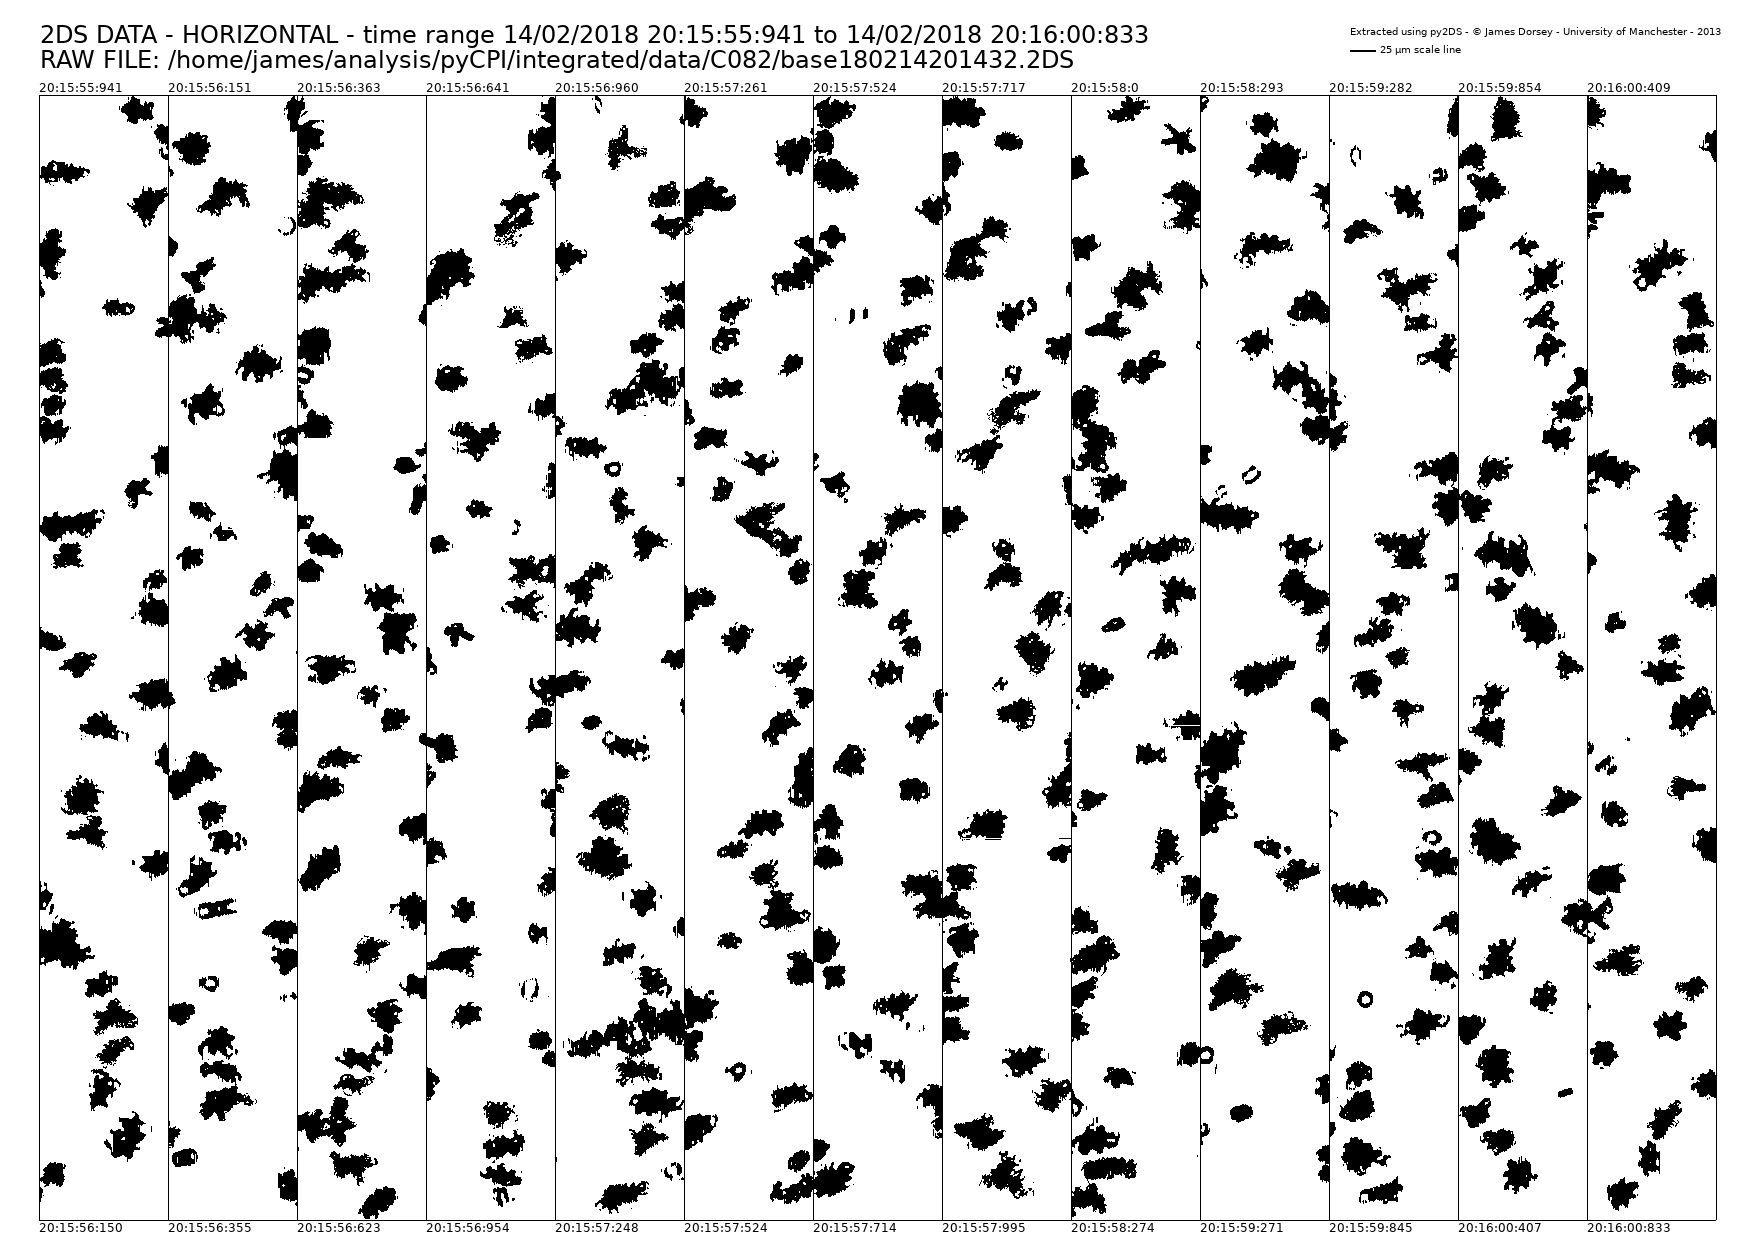 2DS DATA - HORIZONTAL - time range 14/02/2018 20:15:55:941 to 14/02/2018 20:16:00:833
RAW FILE: /home/james/analysis/pyCPI/integrated/data/C082/base180214201432.2DS
Extracted using py2DS - © James Dorsey - University of Manchester - 2013
25 µm scale line
20:15:55:941 20:15:56:151 20:15:56:363 20:15:56:641 20:15:56:960 20:15:57:261 20:15:57:524 20:15:57:717 20:15:58:0 20:15:58:293 20:15:59:282 20:15:59:854 20:16:00:409
20:15:56:150 20:15:56:355 20:15:56:623 20:15:56:954 20:15:57:248 20:15:57:524 20:15:57:714 20:15:57:995 20:15:58:274 20:15:59:271 20:15:59:845 20:16:00:407 20:16:00:833